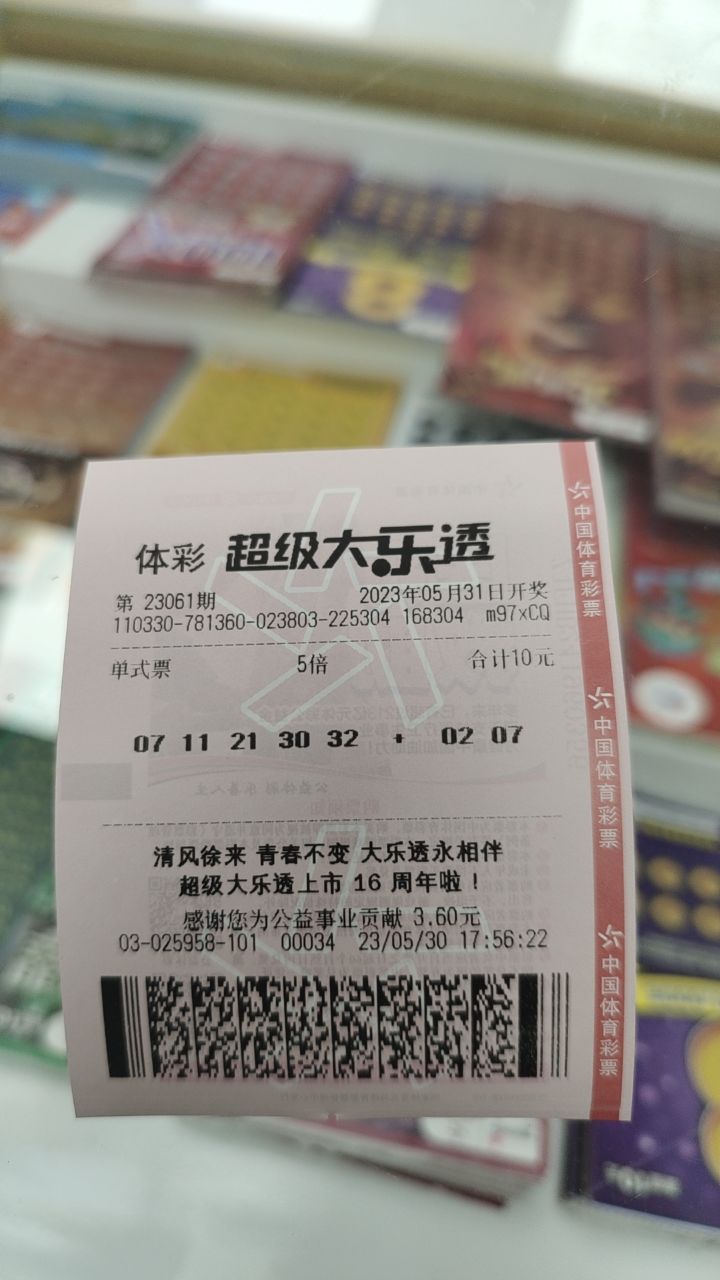 体彩 超级大乐透
第 23061期 2023年05月31日开奖
110330-781360-023803-225304 168304 m97xCQ
单式票 5倍 合计10元
07 11 21 30 32 + 02 07
清风徐来 青春不变 大乐透永相伴
超级大乐透上市 16 周年啦！
感谢您为公益事业贡献 3.60元
03-025958-101 00034 23/05/30 17:56:22
中国体育彩票
中国体育彩票
中国体育彩票